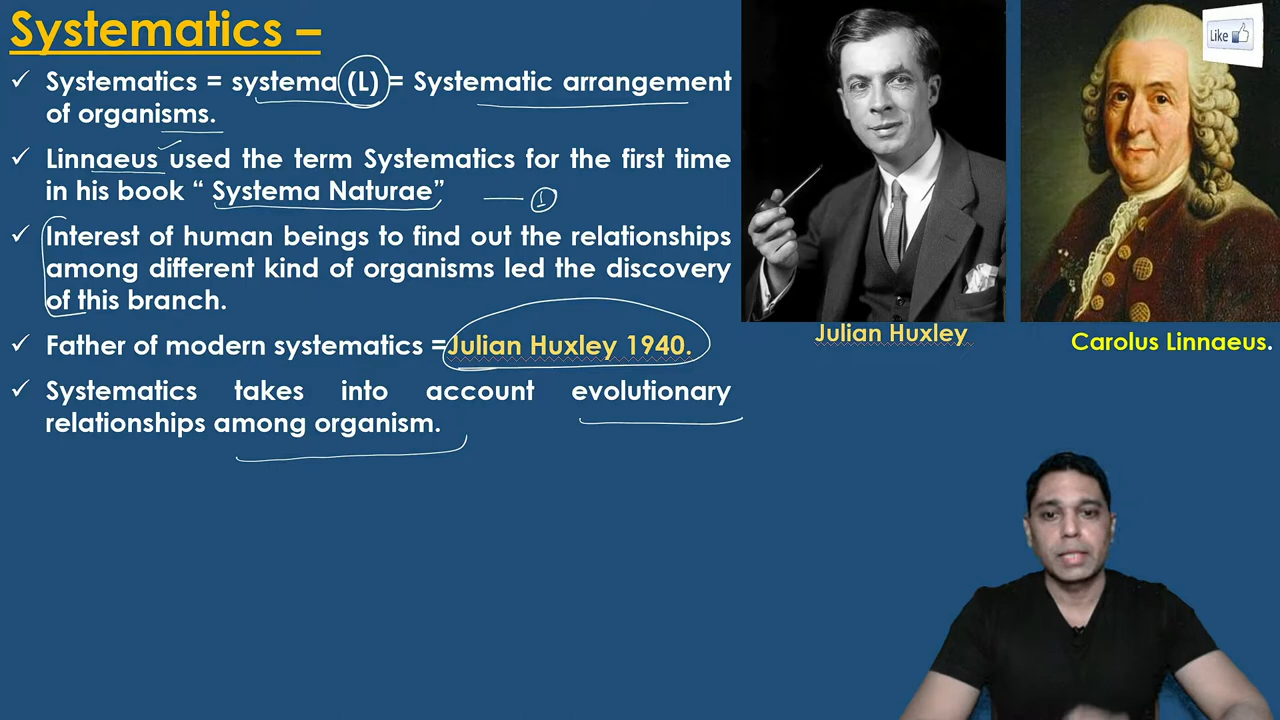 Systematics –
✓ Systematics = systema (L) = Systematic arrangement
of organisms.
✓ Linnaeus used the term Systematics for the first time
in his book “ Systema Naturae” — ①
✓ Interest of human beings to find out the relationships
among different kind of organisms led the discovery
of this branch.
✓ Father of modern systematics =Julian Huxley 1940.
✓ Systematics takes into account evolutionary
relationships among organism.
Like
Julian Huxley
Carolus Linnaeus.